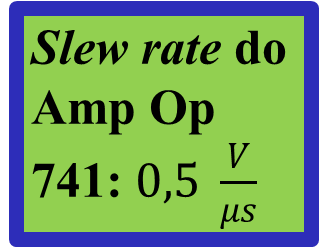 Slew rate do
Amp Op
741: 0,5 V/μs